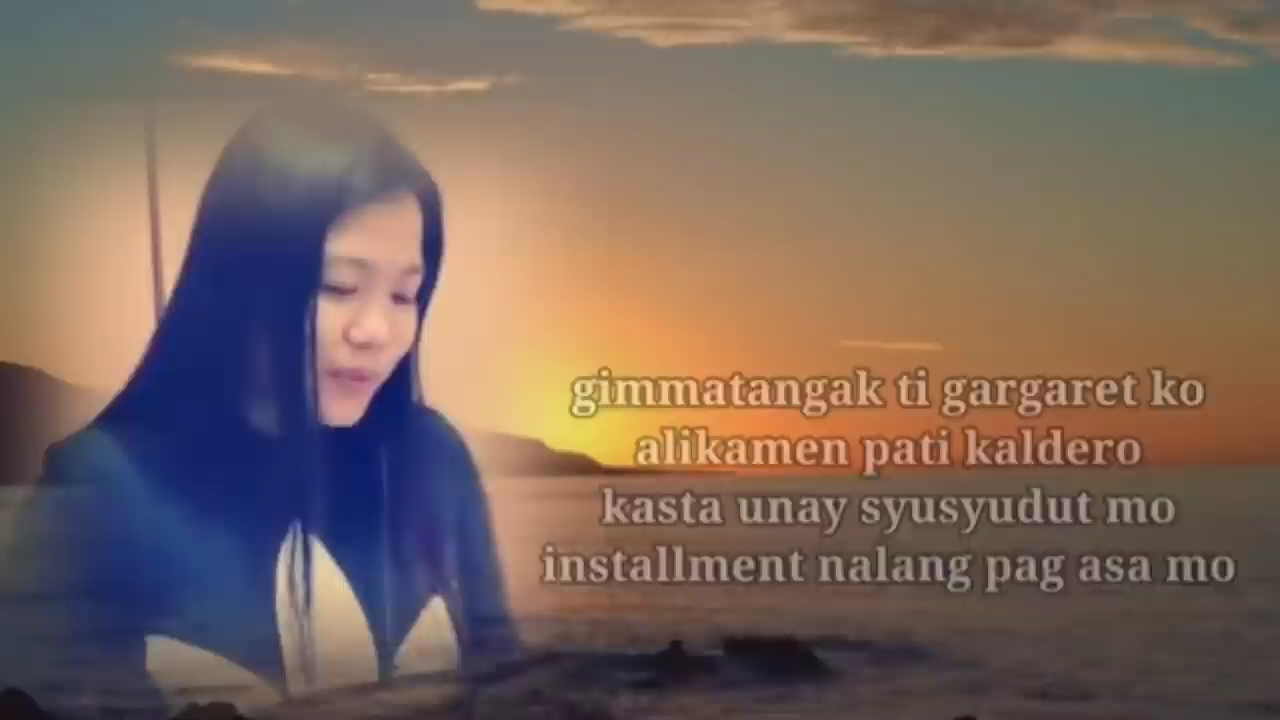 gimmatangak ti gargaret ko
alikamen pati kaldero
kasta unay syusyudut mo
installment nalang pag asa mo